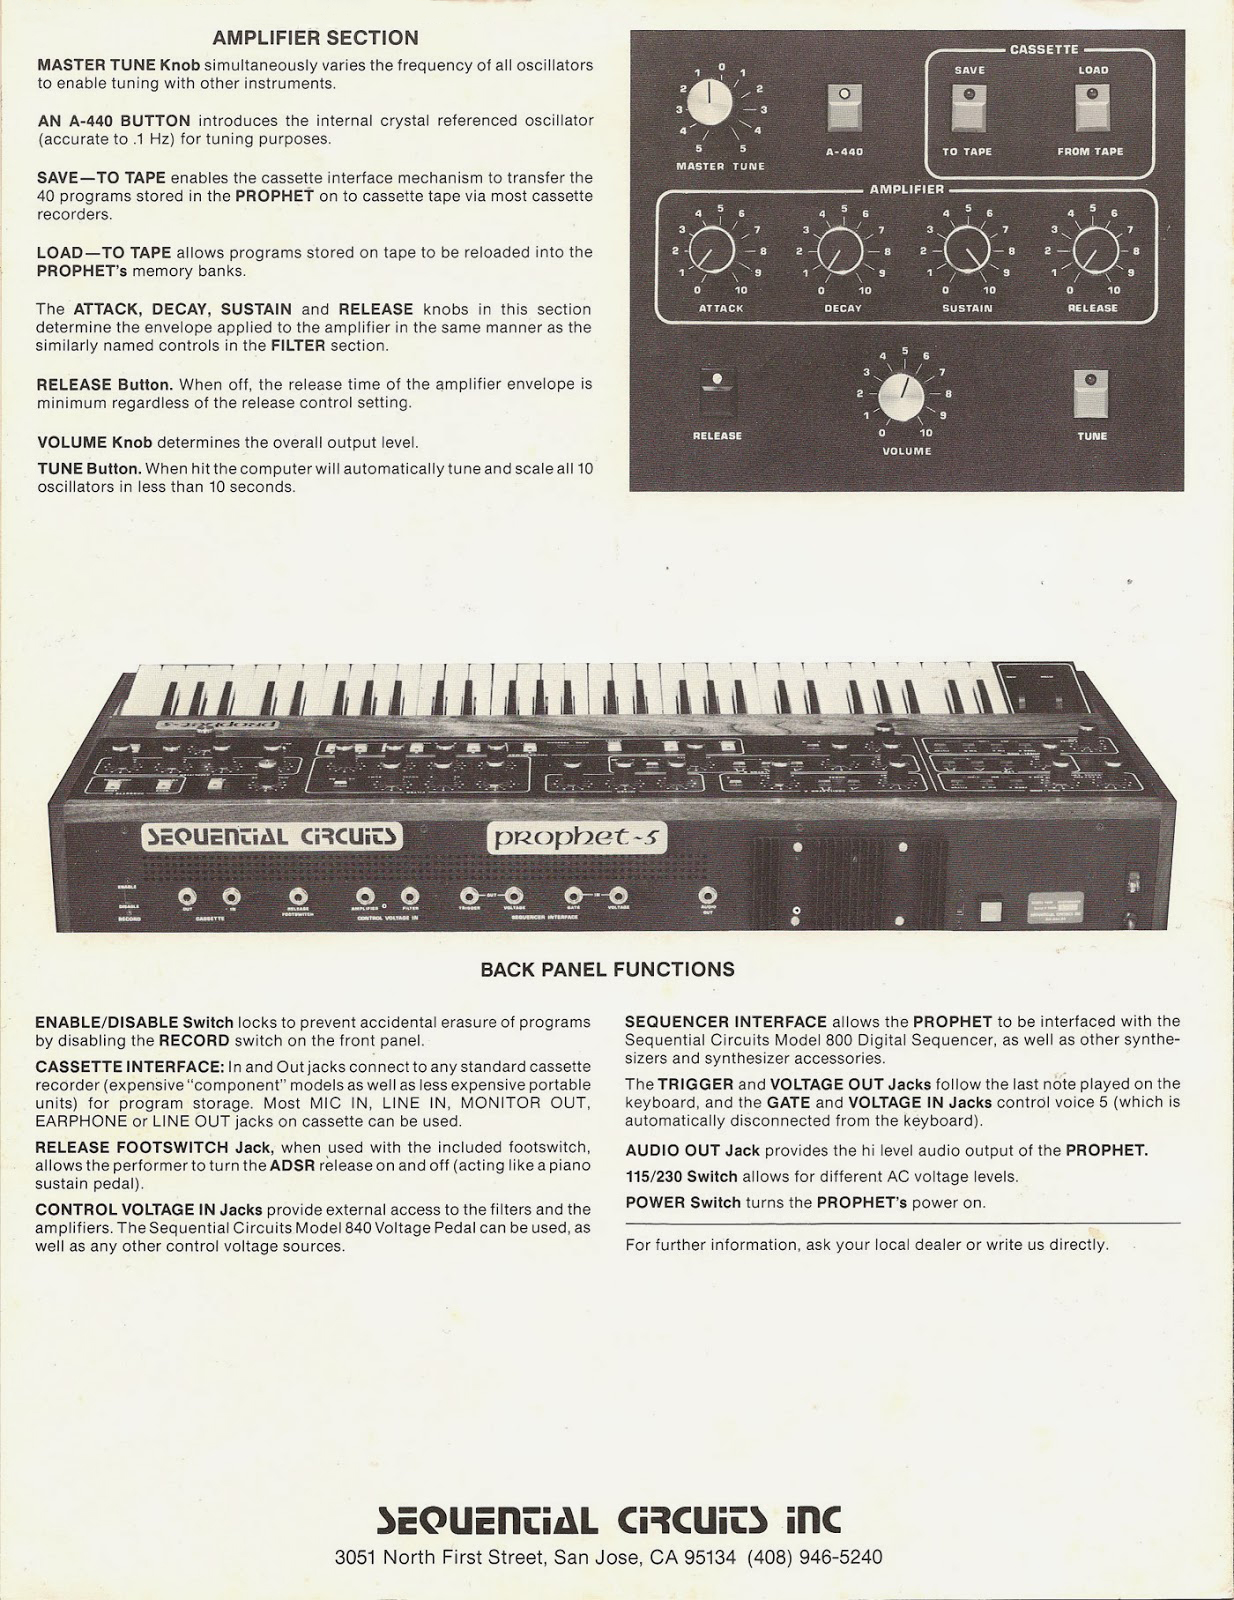 AMPLIFIER SECTION
MASTER TUNE Knob simultaneously varies the frequency of all oscillators
to enable tuning with other instruments.
AN A-440 BUTTON introduces the internal crystal referenced oscillator
(accurate to .1 Hz) for tuning purposes.
SAVE—TO TAPE enables the cassette interface mechanism to transfer the
40 programs stored in the PROPHET on to cassette tape via most cassette
recorders.
LOAD—TO TAPE allows programs stored on tape to be reloaded into the
PROPHET's memory banks.
The ATTACK, DECAY, SUSTAIN and RELEASE knobs in this section
determine the envelope applied to the amplifier in the same manner as the
similarly named controls in the FILTER section.
RELEASE Button. When off, the release time of the amplifier envelope is
minimum regardless of the release control setting.
VOLUME Knob determines the overall output level.
TUNE Button. When hit the computer will automatically tune and scale all 10
oscillators in less than 10 seconds.
CASSETTE
SAVE LOAD
5 4 3 2 1 0 1 2 3 4 5
MASTER TUNE A-440 TO TAPE FROM TAPE
AMPLIFIER
0 1 2 3 4 5 6 7 8 9 10
0 1 2 3 4 5 6 7 8 9 10
0 1 2 3 4 5 6 7 8 9 10
0 1 2 3 4 5 6 7 8 9 10
ATTACK DECAY SUSTAIN RELEASE
0 1 2 3 4 5 6 7 8 9 10
RELEASE VOLUME TUNE
prophet-5
SEQUENTIAL CIRCUITS prophet-5
ENABLE
DISABLE
RECORD
OUT IN
CASSETTE
RELEASE
FOOTSWITCH
AMPLIFIER FILTER
CONTROL VOLTAGE IN
OUT IN
TRIGGER VOLTAGE GATE VOLTAGE
SEQUENCER INTERFACE
AUDIO
OUT
SEQUENTIAL CIRCUITS INC
BACK PANEL FUNCTIONS
ENABLE/DISABLE Switch locks to prevent accidental erasure of programs
by disabling the RECORD switch on the front panel.
CASSETTE INTERFACE: In and Out jacks connect to any standard cassette
recorder (expensive "component" models as well as less expensive portable
units) for program storage. Most MIC IN, LINE IN, MONITOR OUT,
EARPHONE or LINE OUT jacks on cassette can be used.
RELEASE FOOTSWITCH Jack, when used with the included footswitch,
allows the performer to turn the ADSR release on and off (acting like a piano
sustain pedal).
CONTROL VOLTAGE IN Jacks provide external access to the filters and the
amplifiers. The Sequential Circuits Model 840 Voltage Pedal can be used, as
well as any other control voltage sources.
SEQUENCER INTERFACE allows the PROPHET to be interfaced with the
Sequential Circuits Model 800 Digital Sequencer, as well as other synthe-
sizers and synthesizer accessories.
The TRIGGER and VOLTAGE OUT Jacks follow the last note played on the
keyboard, and the GATE and VOLTAGE IN Jacks control voice 5 (which is
automatically disconnected from the keyboard).
AUDIO OUT Jack provides the hi level audio output of the PROPHET.
115/230 Switch allows for different AC voltage levels.
POWER Switch turns the PROPHET's power on.
For further information, ask your local dealer or write us directly.
SEQUENTIAL CIRCUITS INC
3051 North First Street, San Jose, CA 95134 (408) 946-5240